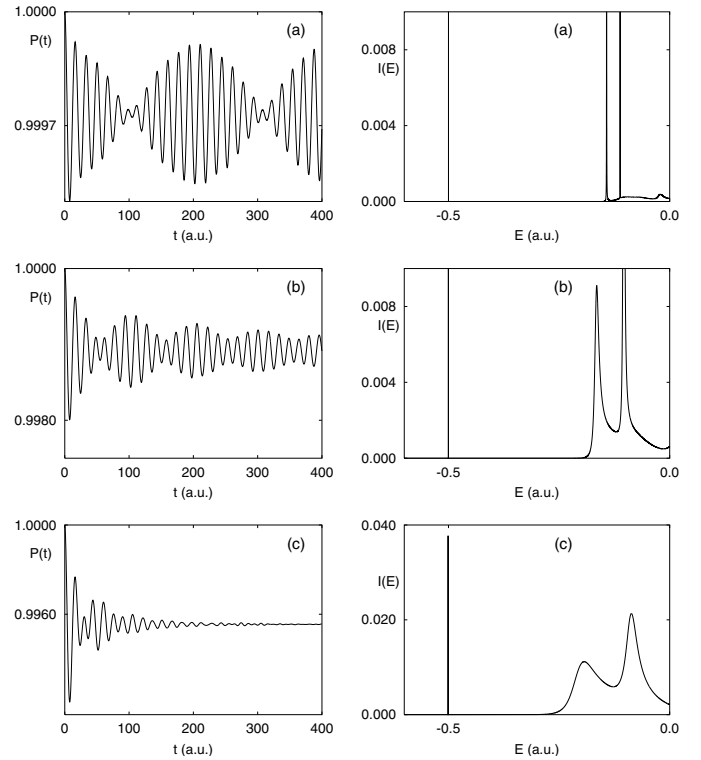 1.0000
P(t)
(a)
0.9997
0 100 200 300 400
t (a.u.)
(a)
0.008
I(E)
0.004
0.000
-0.5 0.0
E (a.u.)
1.0000
P(t)
(b)
0.9980
0 100 200 300 400
t (a.u.)
(b)
0.008
I(E)
0.004
0.000
-0.5 0.0
E (a.u.)
1.0000
P(t)
(c)
0.9960
0 100 200 300 400
t (a.u.)
0.040
(c)
I(E)
0.020
0.000
-0.5 0.0
E (a.u.)